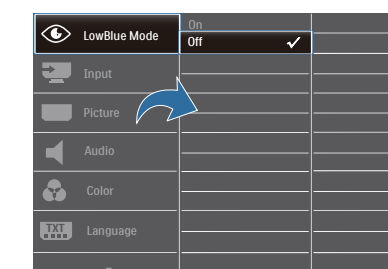 LowBlue Mode
On
Off
Input
Picture
Audio
Color
TXT
Language